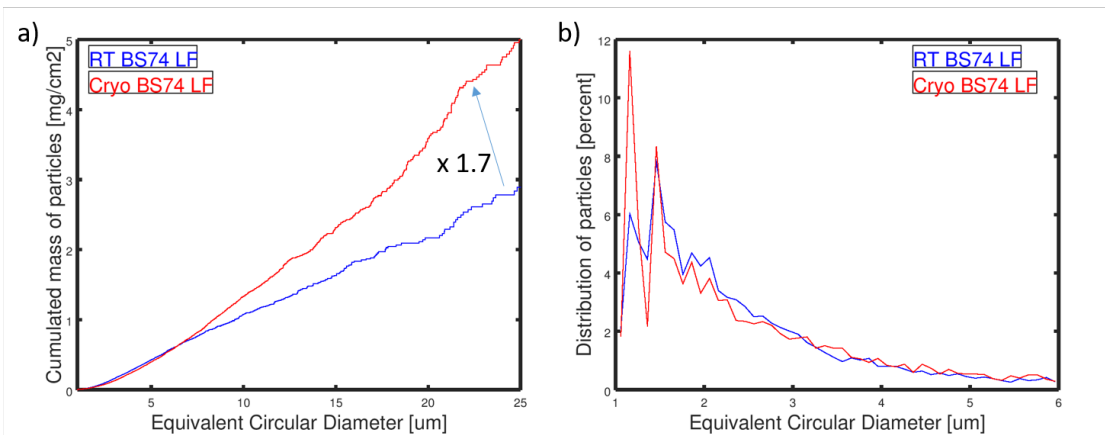 a)
RT BS74 LF
Cryo BS74 LF
x 1.7
Cumulated mass of particles [mg/cm2]
5
4
3
2
1
0
5
10
15
20
25
Equivalent Circular Diameter [um]
b)
RT BS74 LF
Cryo BS74 LF
Distribution of particles [percent]
12
10
8
6
4
2
0
1
2
3
4
5
6
Equivalent Circular Diameter [um]